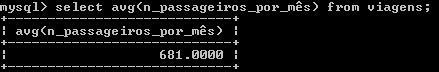 mysql> select avg(n_passageiros_por_mês) from viagens;
+----------------------------+
| avg(n_passageiros_por_mês) |
+----------------------------+
|                   681.0000 |
+----------------------------+